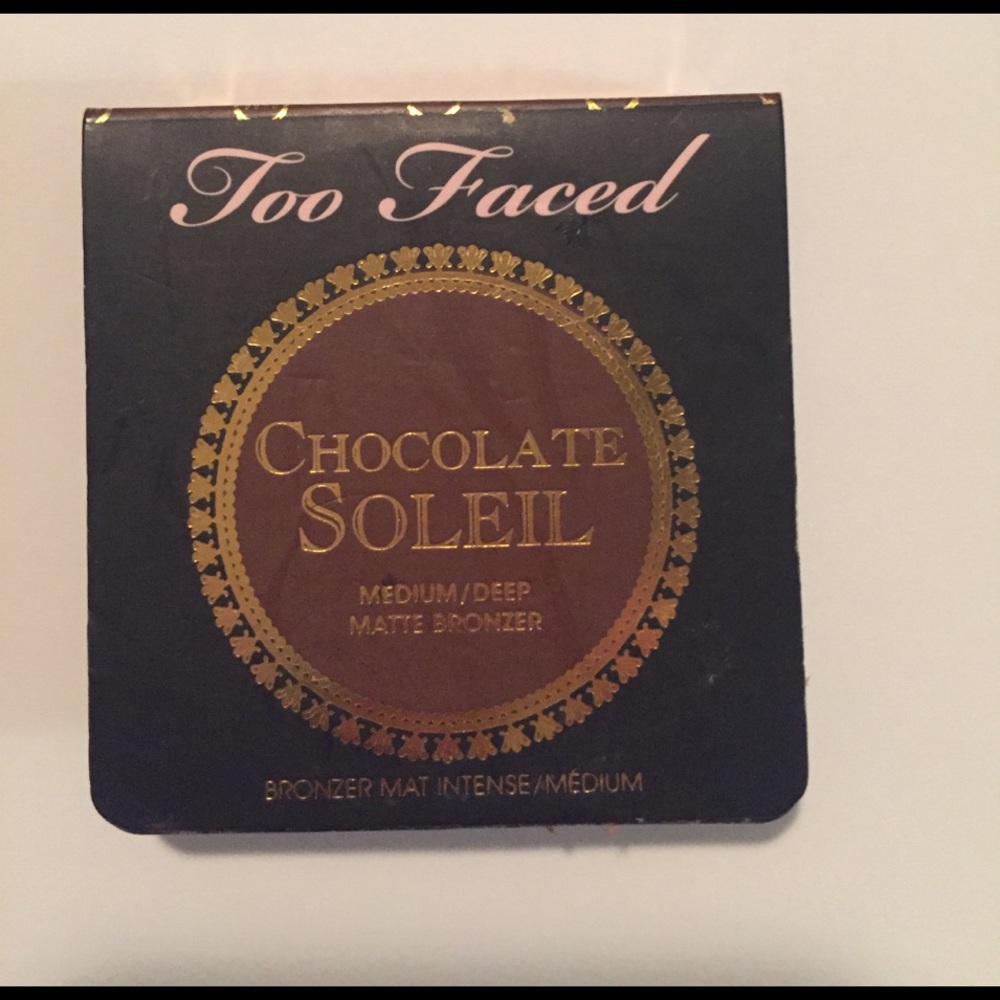 Too Faced
CHOCOLATE
SOLEIL
MEDIUM/DEEP
MATTE BRONZER
BRONZER MAT INTENSE/MÉDIUM